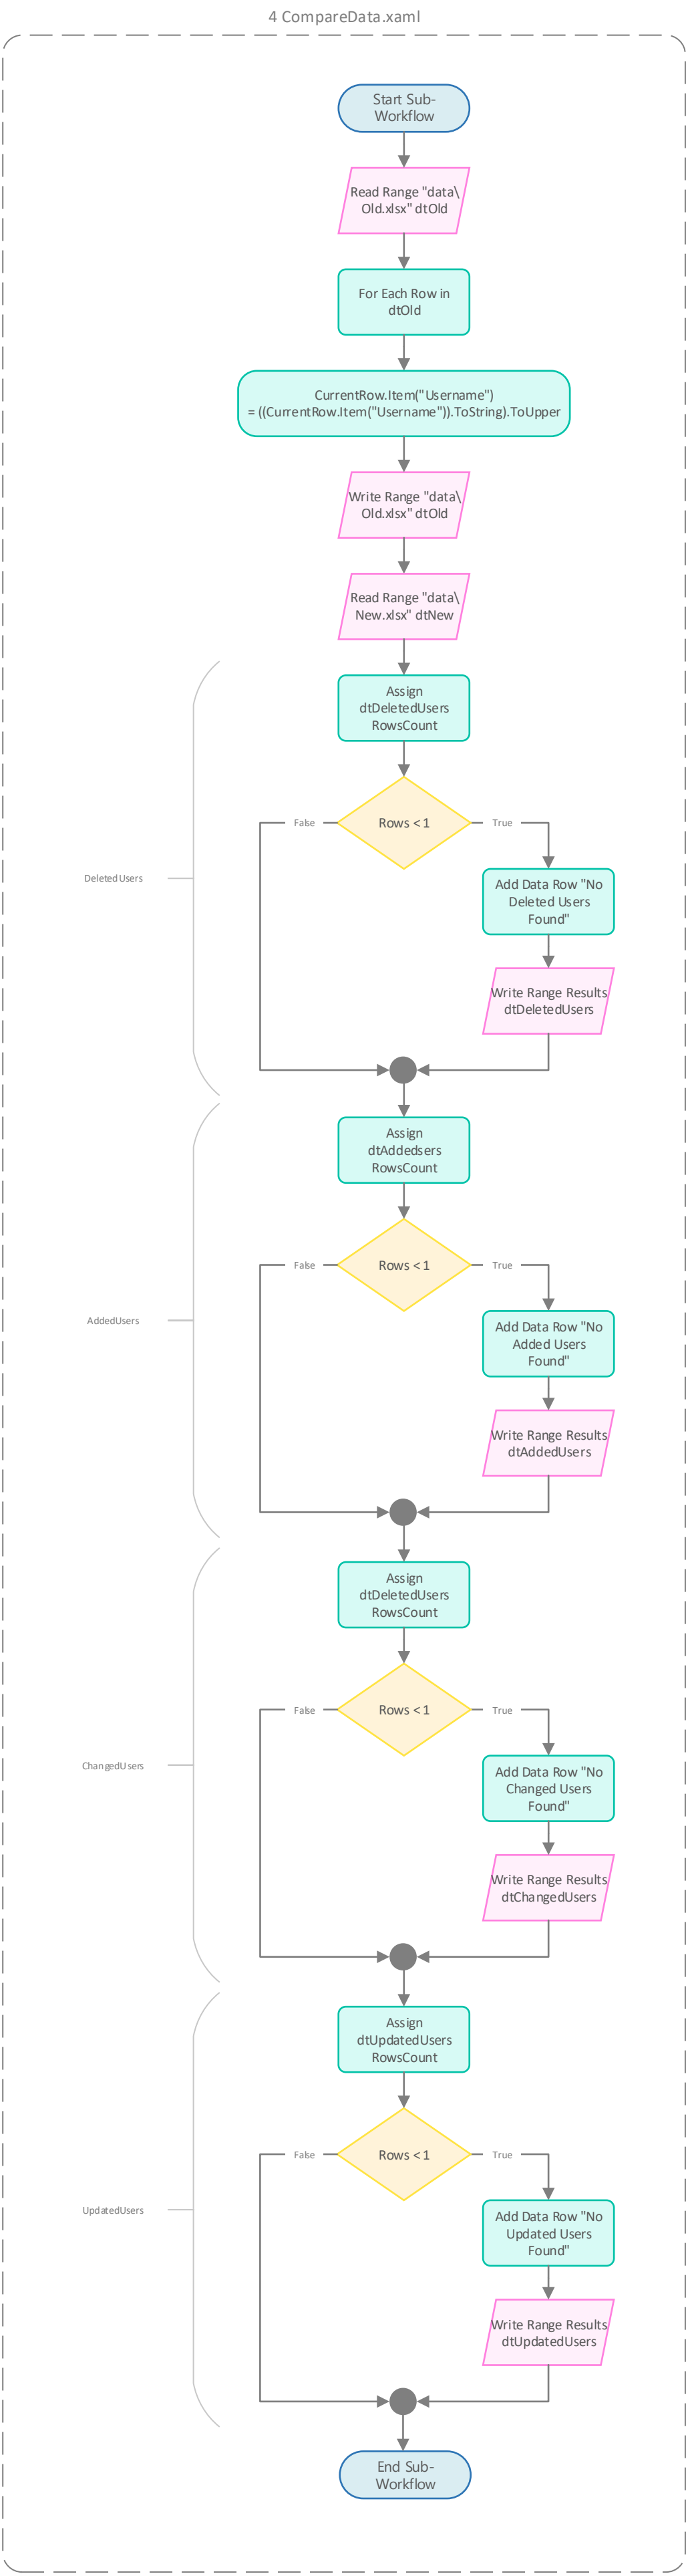 4 CompareData.xaml
Start Sub-
Workflow
Read Range "data\
Old.xlsx" dtOld
For Each Row in
dtOld
CurrentRow.Item("Username")
= ((CurrentRow.Item("Username")).ToString).ToUpper
Write Range "data\
Old.xlsx" dtOld
Read Range "data\
New.xlsx" dtNew
Assign
dtDeletedUsers
RowsCount
False
Rows < 1
True
DeletedUsers
Add Data Row "No
Deleted Users
Found"
Write Range Results
dtDeletedUsers
Assign
dtAddedsers
RowsCount
False
Rows < 1
True
AddedUsers
Add Data Row "No
Added Users
Found"
Write Range Results
dtAddedUsers
Assign
dtDeletedUsers
RowsCount
False
Rows < 1
True
ChangedUsers
Add Data Row "No
Changed Users
Found"
Write Range Results
dtChangedUsers
Assign
dtUpdatedUsers
RowsCount
False
Rows < 1
True
UpdatedUsers
Add Data Row "No
Updated Users
Found"
Write Range Results
dtUpdatedUsers
End Sub-
Workflow